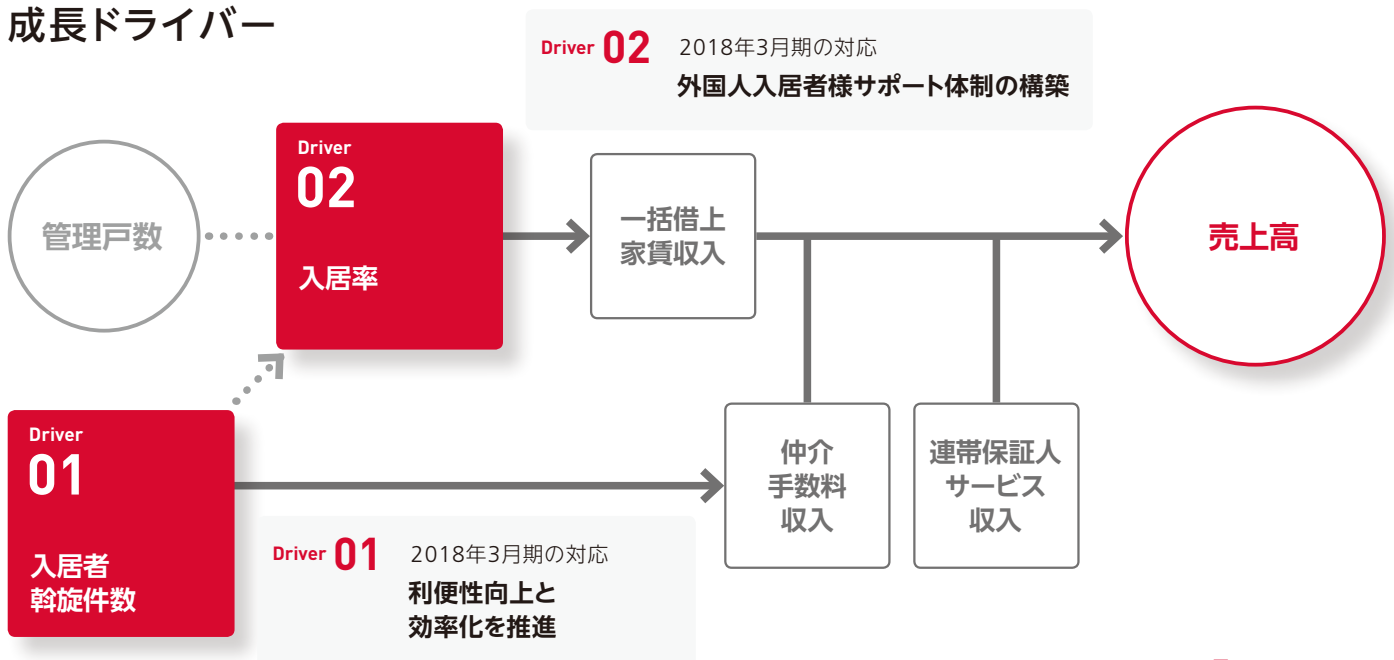 成長ドライバー
Driver 02 2018年3月期の対応
外国人入居者様サポート体制の構築
管理戸数
Driver
02
入居率
一括借上
家賃収入
売上高
Driver
01
入居者
斡旋件数
仲介
手数料
収入
連帯保証人
サービス
収入
Driver 01 2018年3月期の対応
利便性向上と
効率化を推進